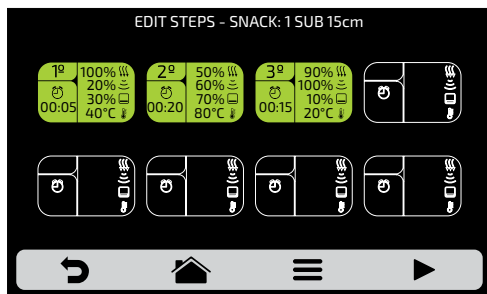 EDIT STEPS - SNACK: 1 SUB 15cm
1º 100%
20%
30%
00:05 40°C
2º 50%
60%
70%
00:20 80°C
3º 90%
100%
10%
00:15 20°C